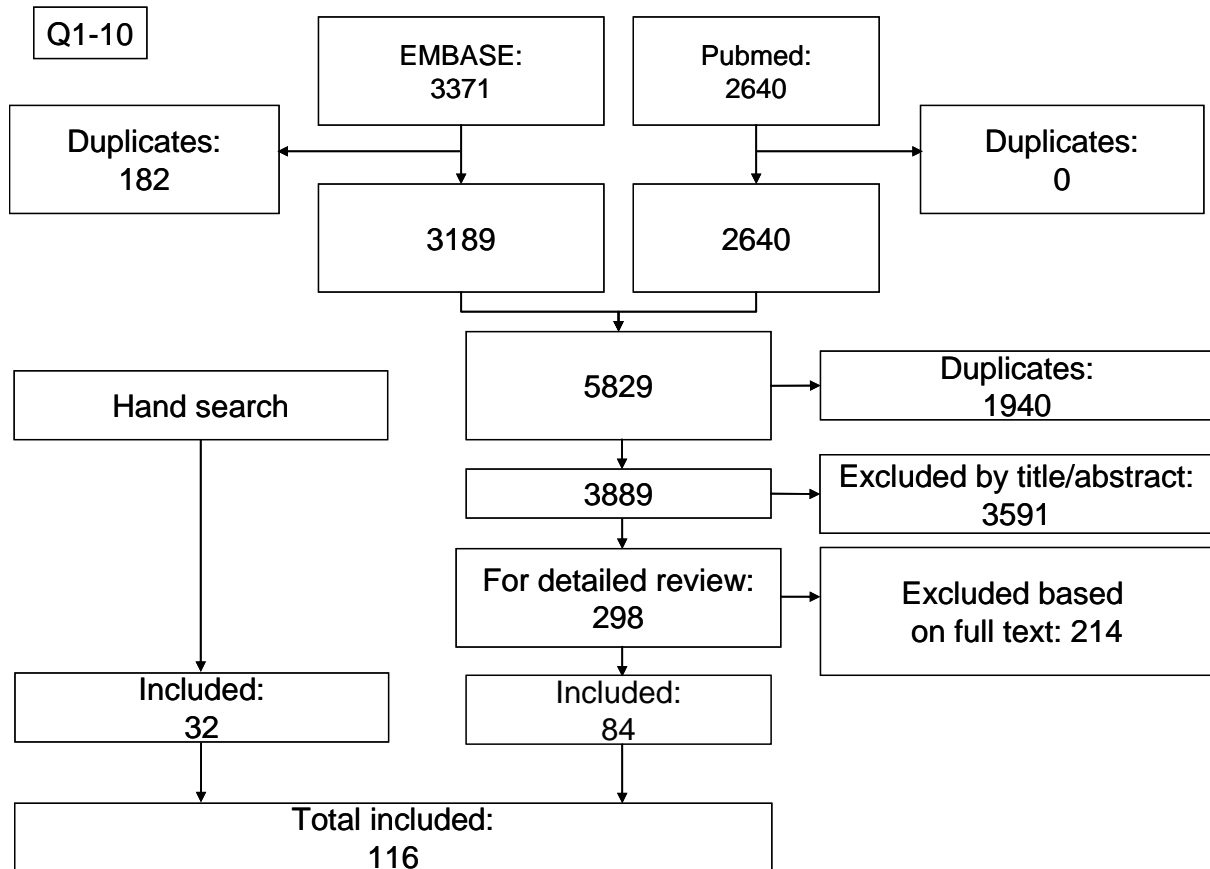 Q1-10
EMBASE:
3371
Pubmed:
2640
Duplicates:
182
Duplicates:
0
3189
2640
5829
Duplicates:
1940
Hand search
3889
Excluded by title/abstract:
3591
For detailed review:
298
Excluded based
on full text: 214
Included:
32
Included:
84
Total included:
116